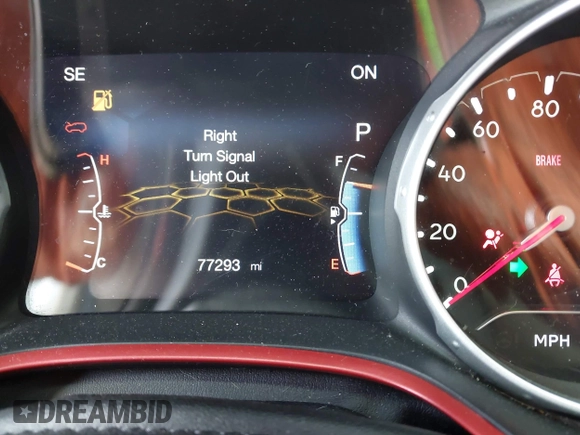 SE ON
Right P
Turn Signal
Light Out
H F
C E
77293 mi
80
60
40
20
0
BRAKE
MPH
DREAMBID